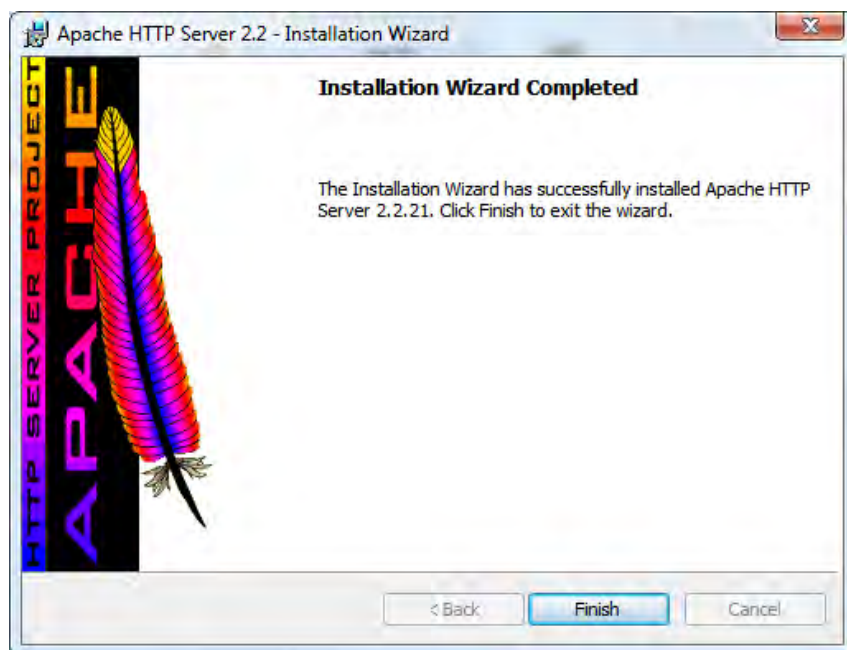 Apache HTTP Server 2.2 - Installation Wizard
HTTP SERVER PROJECT
APACHE
Installation Wizard Completed
The Installation Wizard has successfully installed Apache HTTP
Server 2.2.21. Click Finish to exit the wizard.
< Back
Finish
Cancel